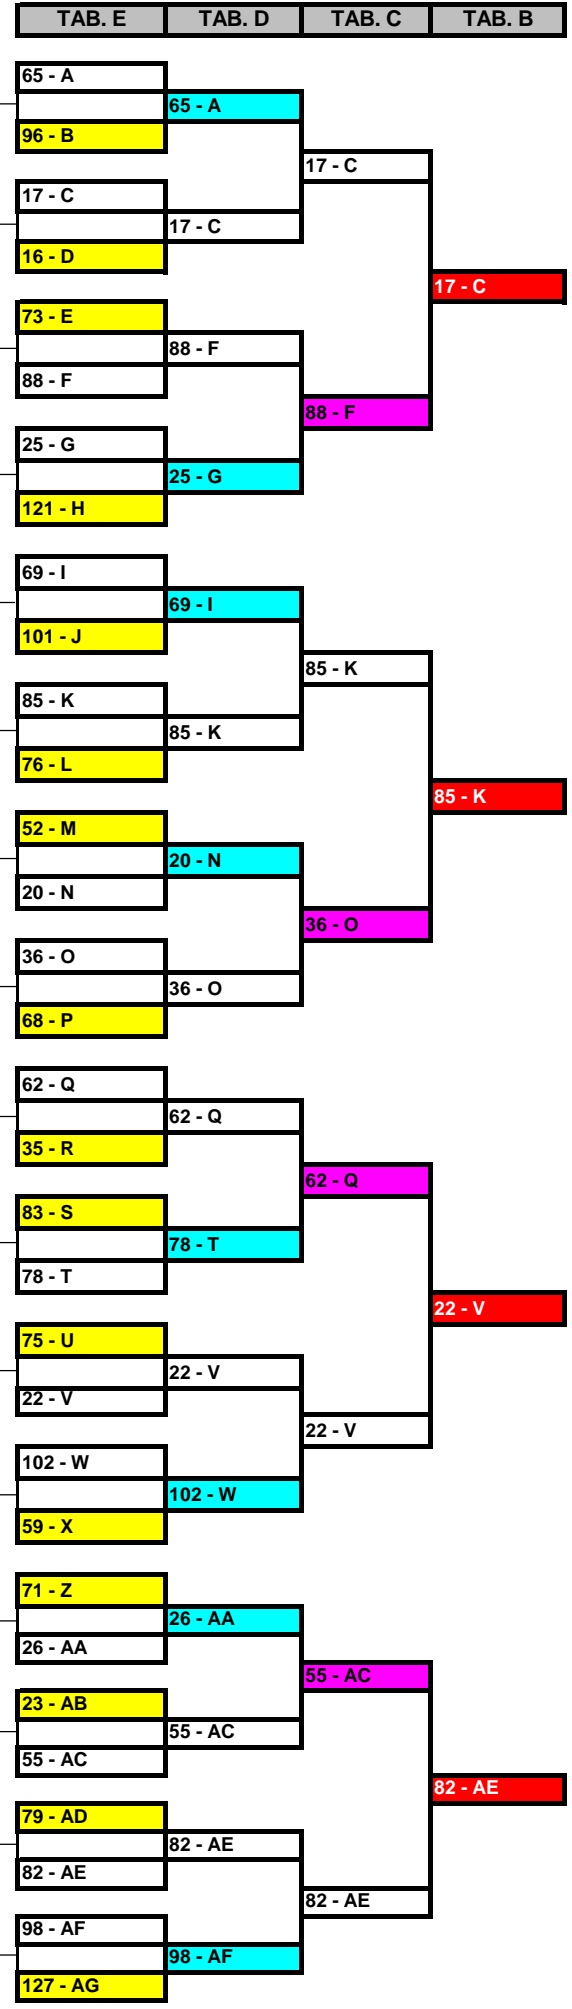 TAB. E TAB. D TAB. C TAB. B
65 - A
65 - A
96 - B
17 - C
17 - C
17 - C
16 - D
17 - C
73 - E
88 - F
88 - F
88 - F
25 - G
25 - G
121 - H
69 - I
69 - I
101 - J
85 - K
85 - K
85 - K
76 - L
85 - K
52 - M
20 - N
20 - N
36 - O
36 - O
36 - O
68 - P
62 - Q
62 - Q
35 - R
62 - Q
83 - S
78 - T
78 - T
22 - V
75 - U
22 - V
22 - V
22 - V
102 - W
102 - W
59 - X
71 - Z
26 - AA
26 - AA
55 - AC
23 - AB
55 - AC
55 - AC
82 - AE
79 - AD
82 - AE
82 - AE
82 - AE
98 - AF
98 - AF
127 - AG